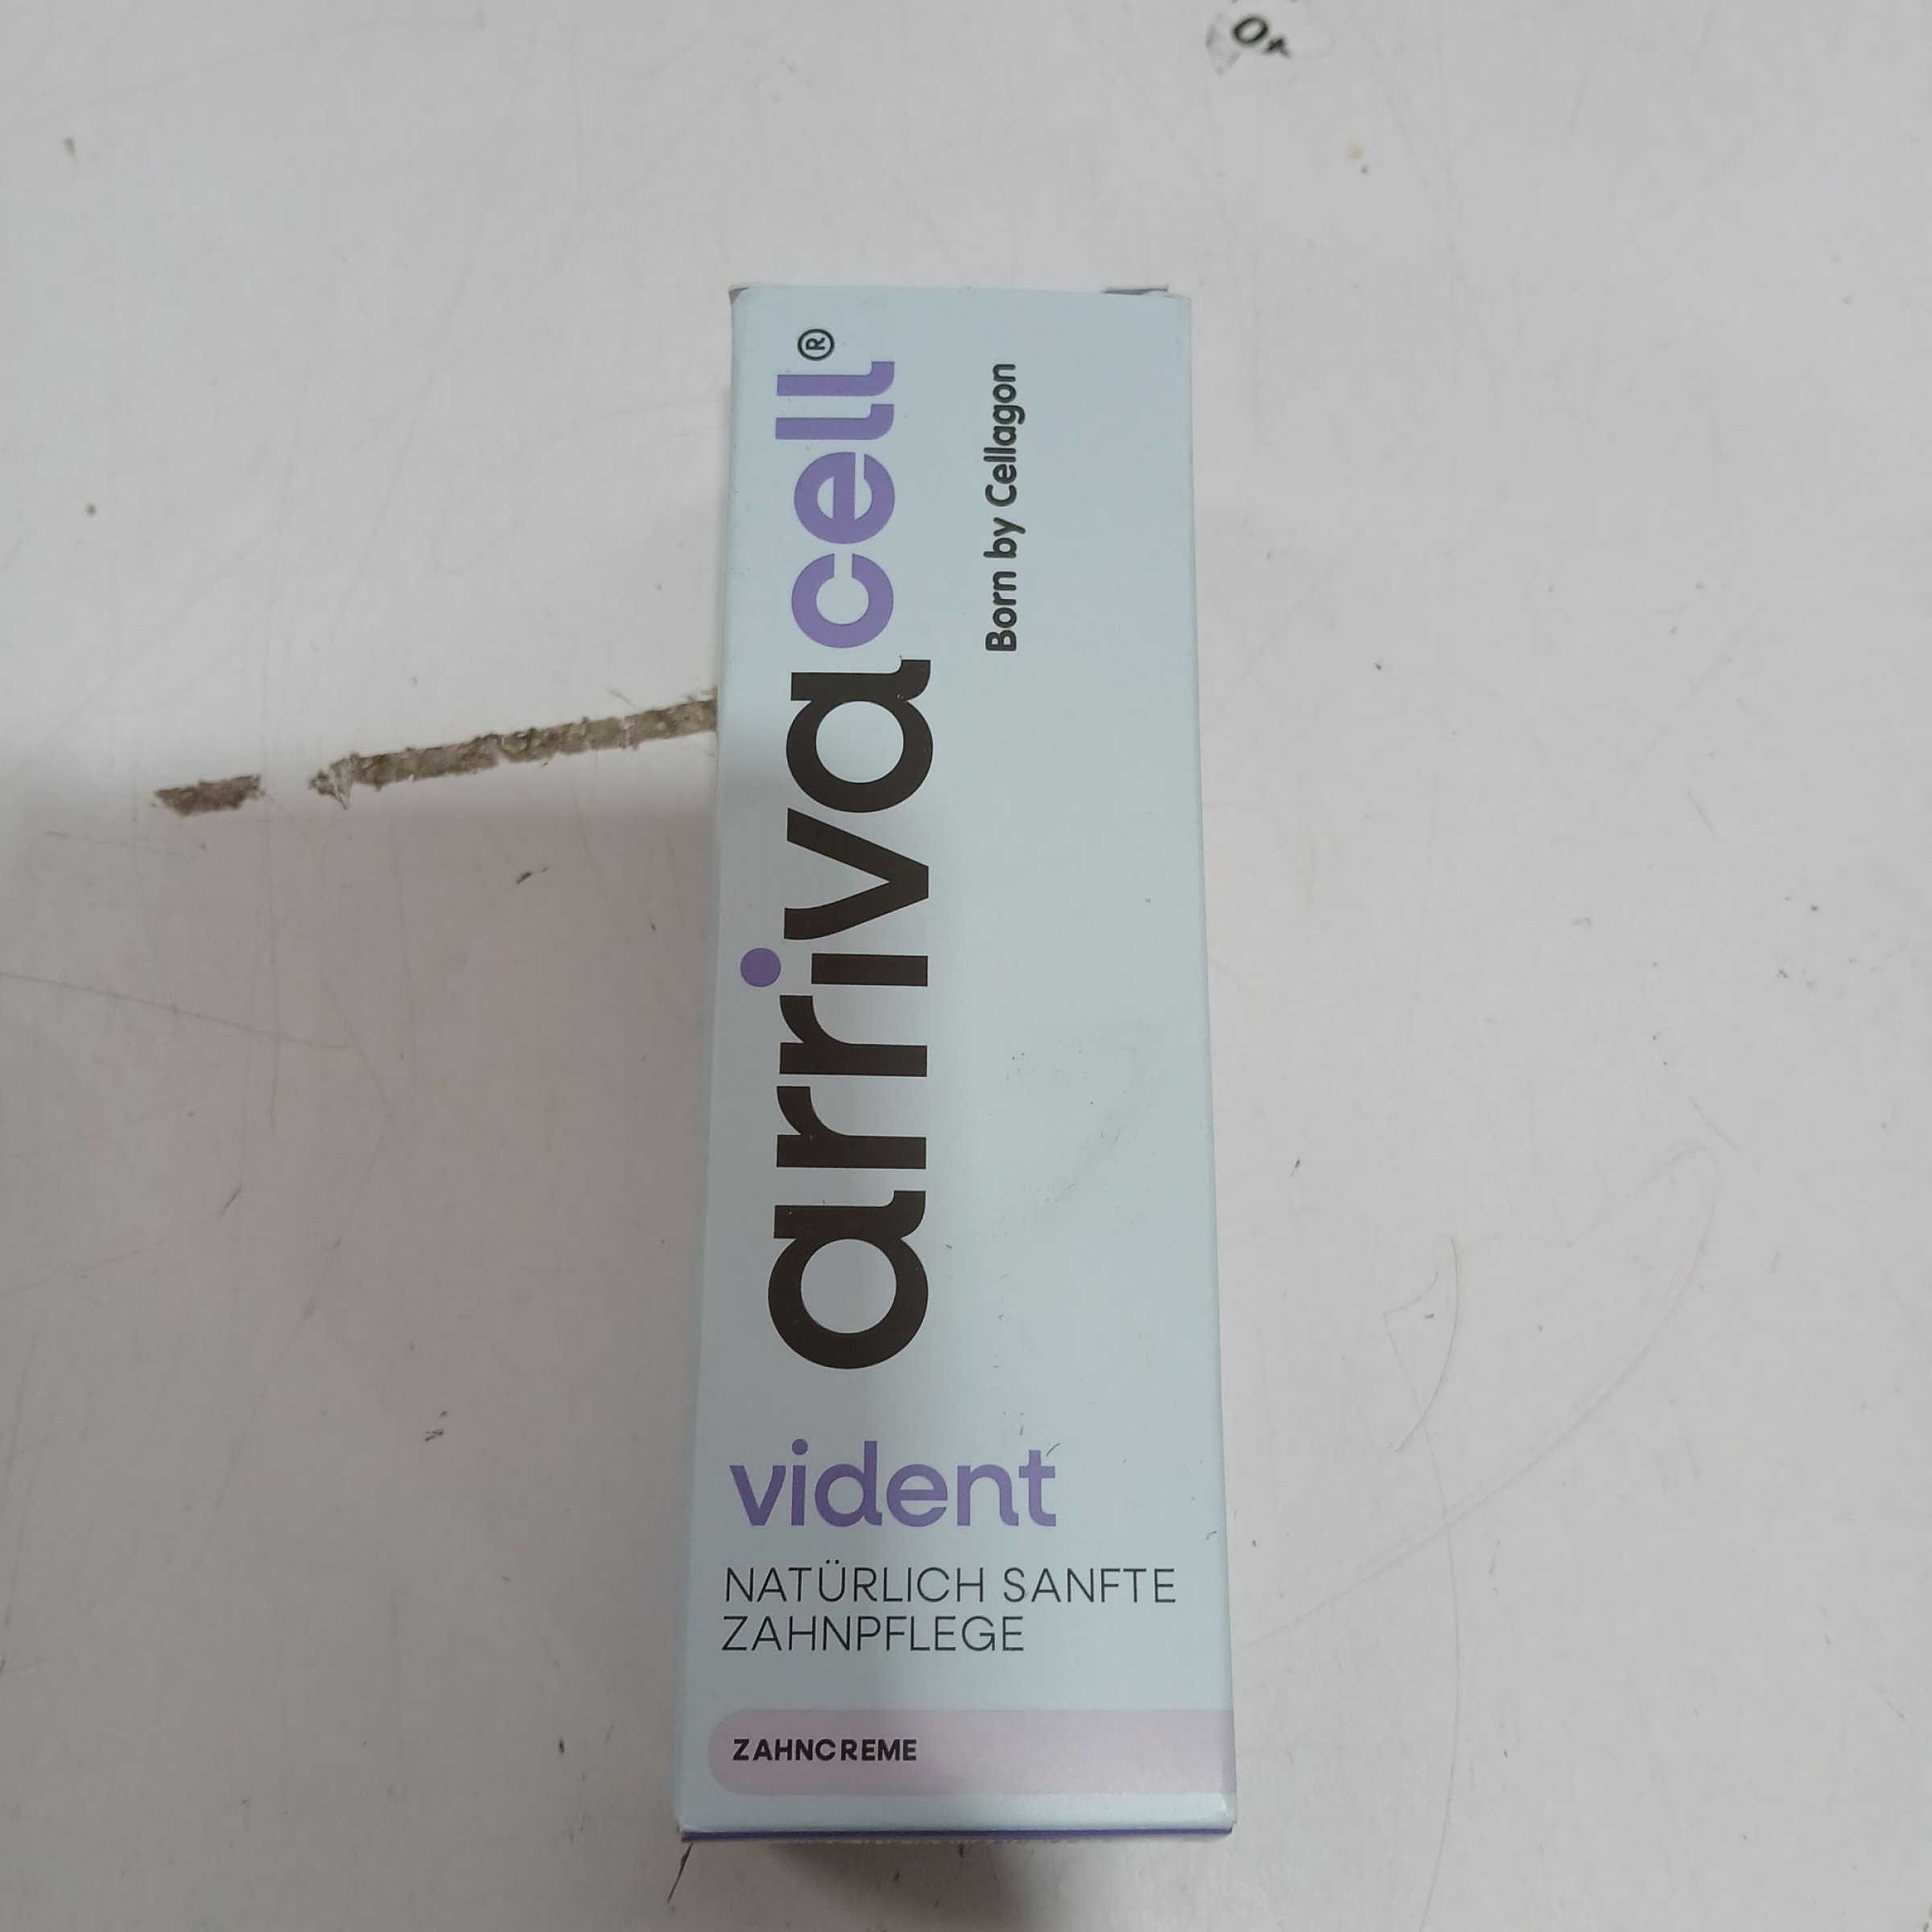 arrivacell®
Born by Cellagon
vident
NATÜRLICH SANFTE
ZAHNPFLEGE
ZAHNCREME